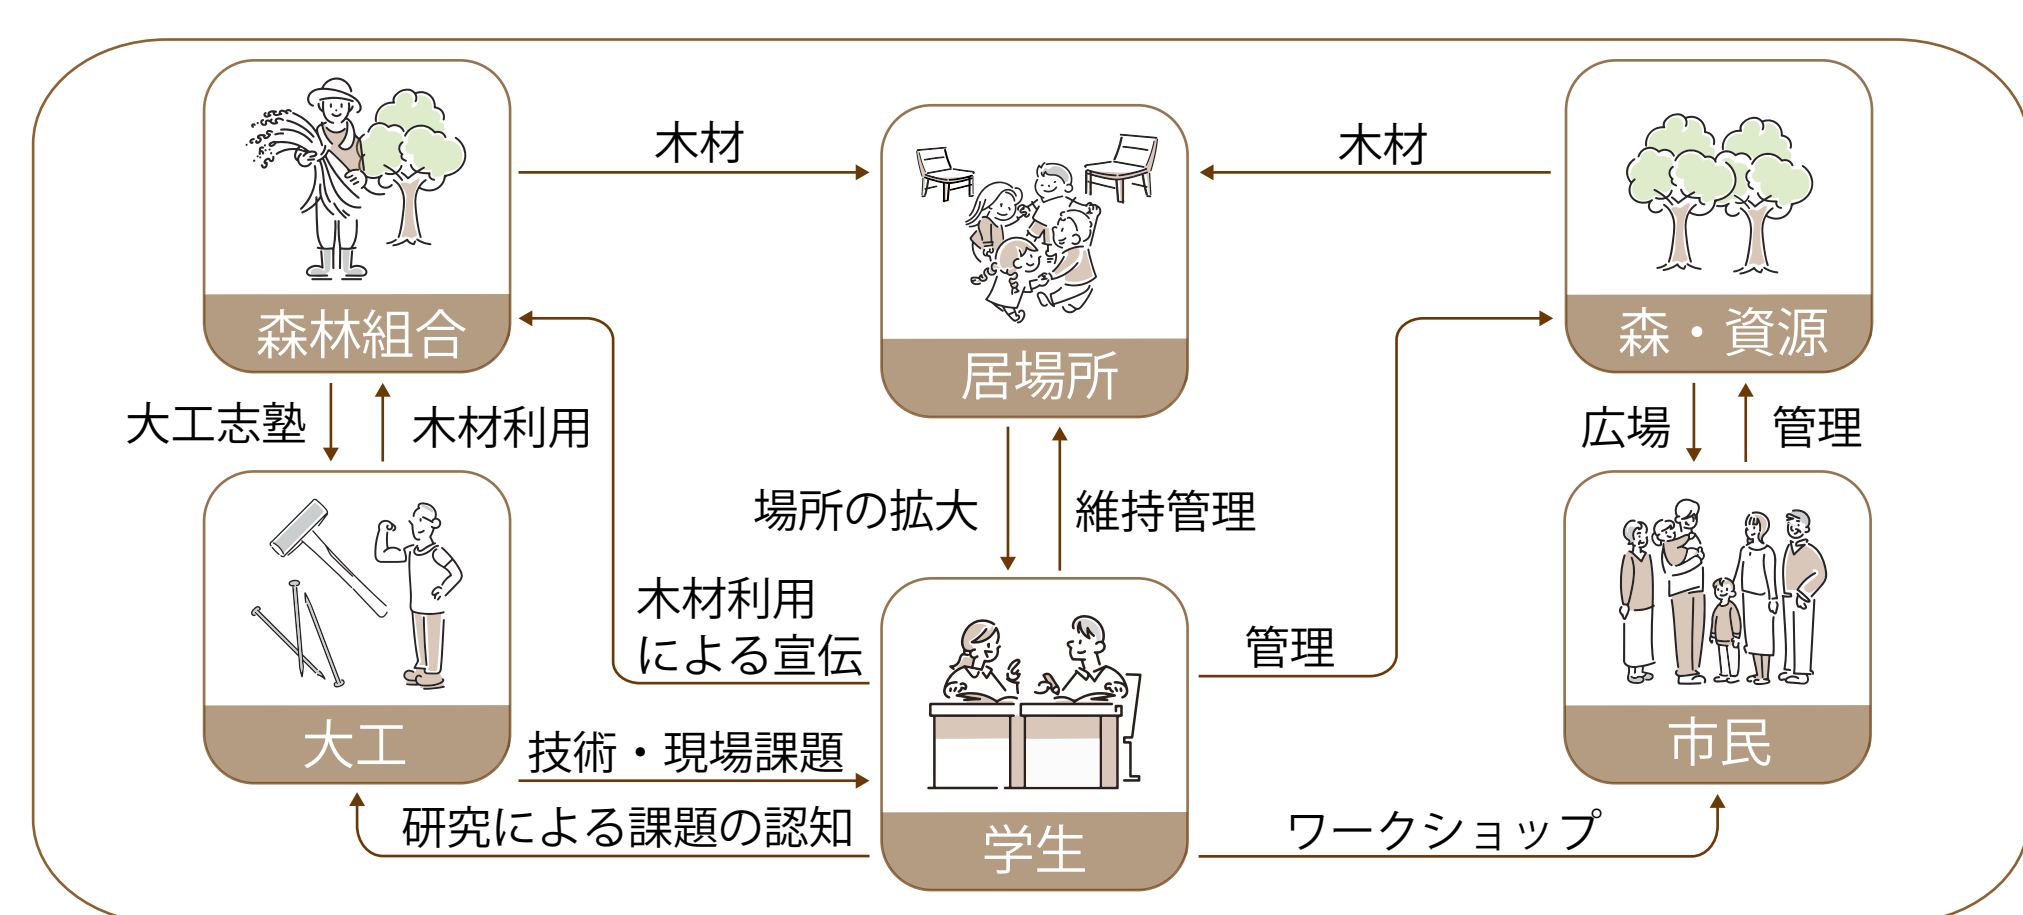 木材
木材
森林組合
居場所
森・資源
大工志塾
木材利用
広場
管理
場所の拡大
維持管理
木材利用
による宣伝
管理
大工
技術・現場課題
市民
研究による課題の認知
学生
ワークショップ